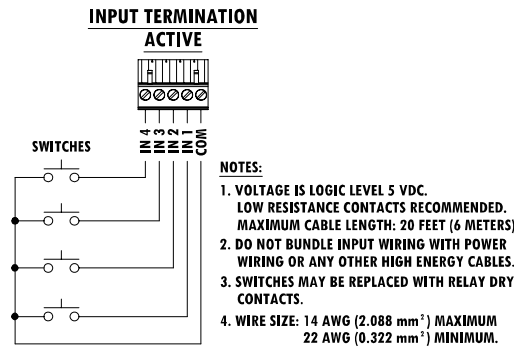 INPUT TERMINATION
ACTIVE
IN 4
IN 3
IN 2
IN 1
COM
SWITCHES
NOTES:
1. VOLTAGE IS LOGIC LEVEL 5 VDC.
LOW RESISTANCE CONTACTS RECOMMENDED.
MAXIMUM CABLE LENGTH: 20 FEET (6 METERS)
2. DO NOT BUNDLE INPUT WIRING WITH POWER
WIRING OR ANY OTHER HIGH ENERGY CABLES.
3. SWITCHES MAY BE REPLACED WITH RELAY DRY
CONTACTS.
4. WIRE SIZE: 14 AWG (2.088 mm²) MAXIMUM
22 AWG (0.322 mm²) MINIMUM.